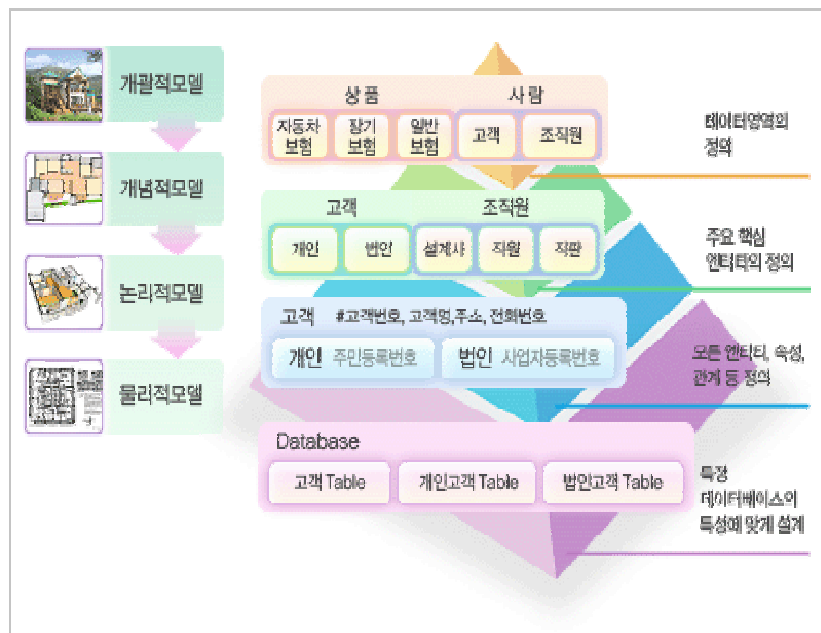 개괄적모델
개념적모델
논리적모델
물리적모델
상품 사람
자동차
보험
장기
보험
일반
보험
고객
조직원
데이터영역의
정의
고객 조직원
개인
법인
설계사
직원
직판
주요 핵심
엔터티의 정의
고객 #고객번호, 고객명,주소, 전화번호
개인 주민등록번호
법인 사업자등록번호
모든 엔티티, 속성,
관계 등 정의
Database
고객 Table
개인고객 Table
법인고객 Table
특정
데이터베이스의
특성에 맞게 설계